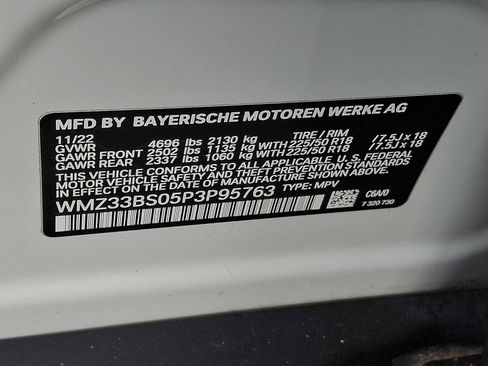 MFD BY BAYERISCHE MOTOREN WERKE AG
11/22 TIRE / RIM
GVWR 4696 lbs 2130 kg
GAWR FRONT 2502 lbs 1135 kg WITH 225/50 R18 / 7.5J x 18
GAWR REAR 2337 lbs 1060 kg WITH 225/50 R18 / 7.5J x 18
THIS VEHICLE CONFORMS TO ALL APPLICABLE FEDERAL MOTOR
VEHICLE SAFETY AND THEFT PREVENTION STANDARDS
IN EFFECT ON THE DATE OF MANUFACTURE SHOWN ABOVE.
WMZ33BS05P3P95763 TYPE: MPV
C6A/0
7 320 730